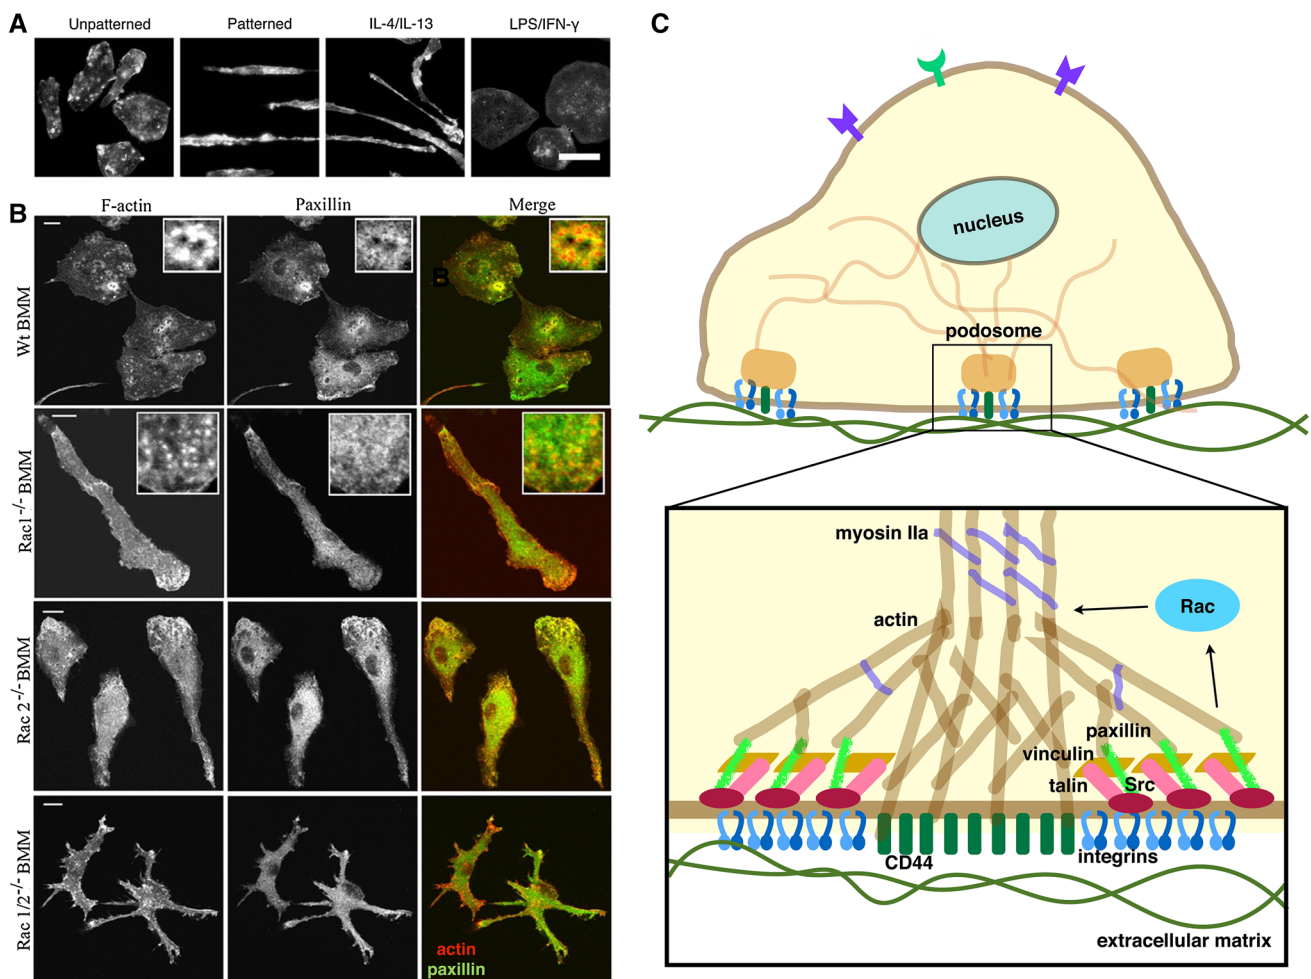 A
Unpatterned
Patterned
IL-4/IL-13
LPS/IFN-γ
B
F-actin
Paxillin
Merge
B
Wt BMM
Rac1-/- BMM
Rac 2-/- BMM
Rac 1/2-/- BMM
actin
paxillin
C
nucleus
podosome
myosin IIa
Rac
actin
paxillin
vinculin
talin
Src
CD44
integrins
extracellular matrix